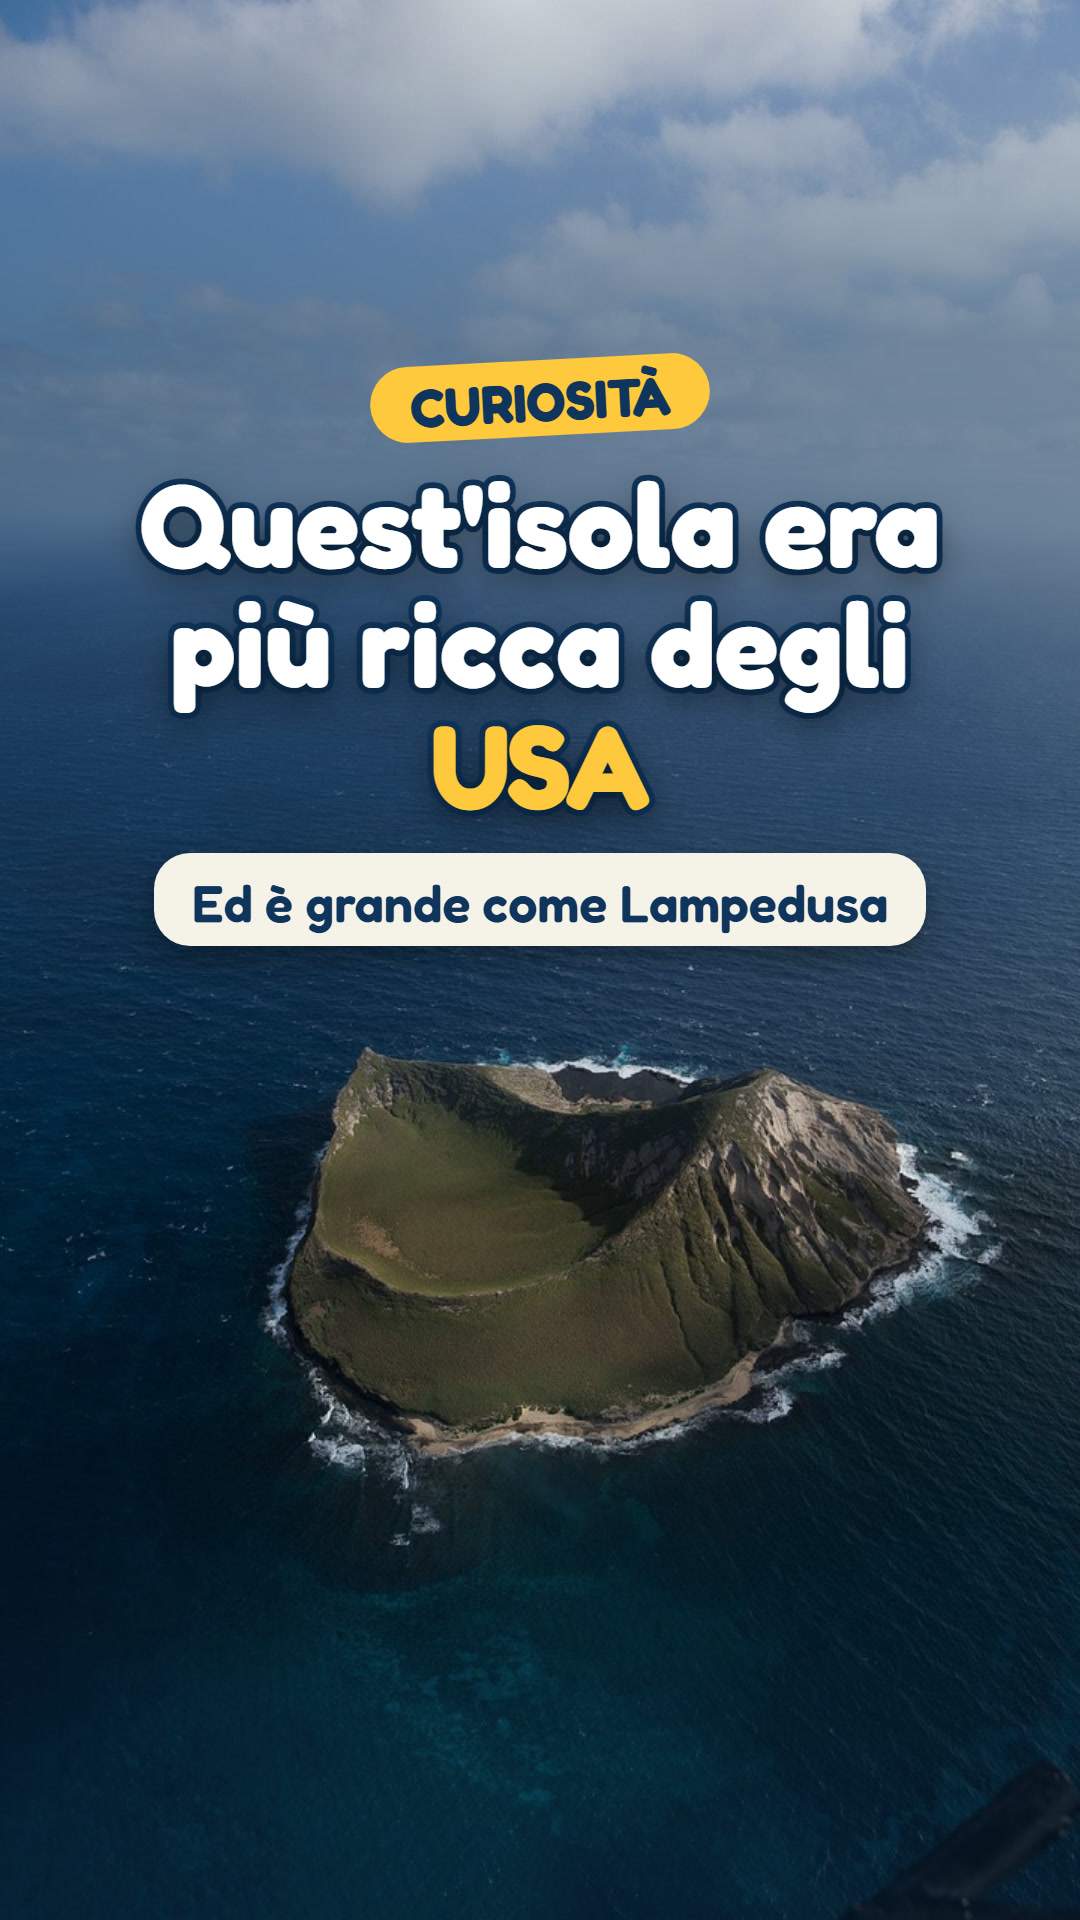 CURIOSITÀ
Quest'isola era
più ricca degli
USA
Ed è grande come Lampedusa